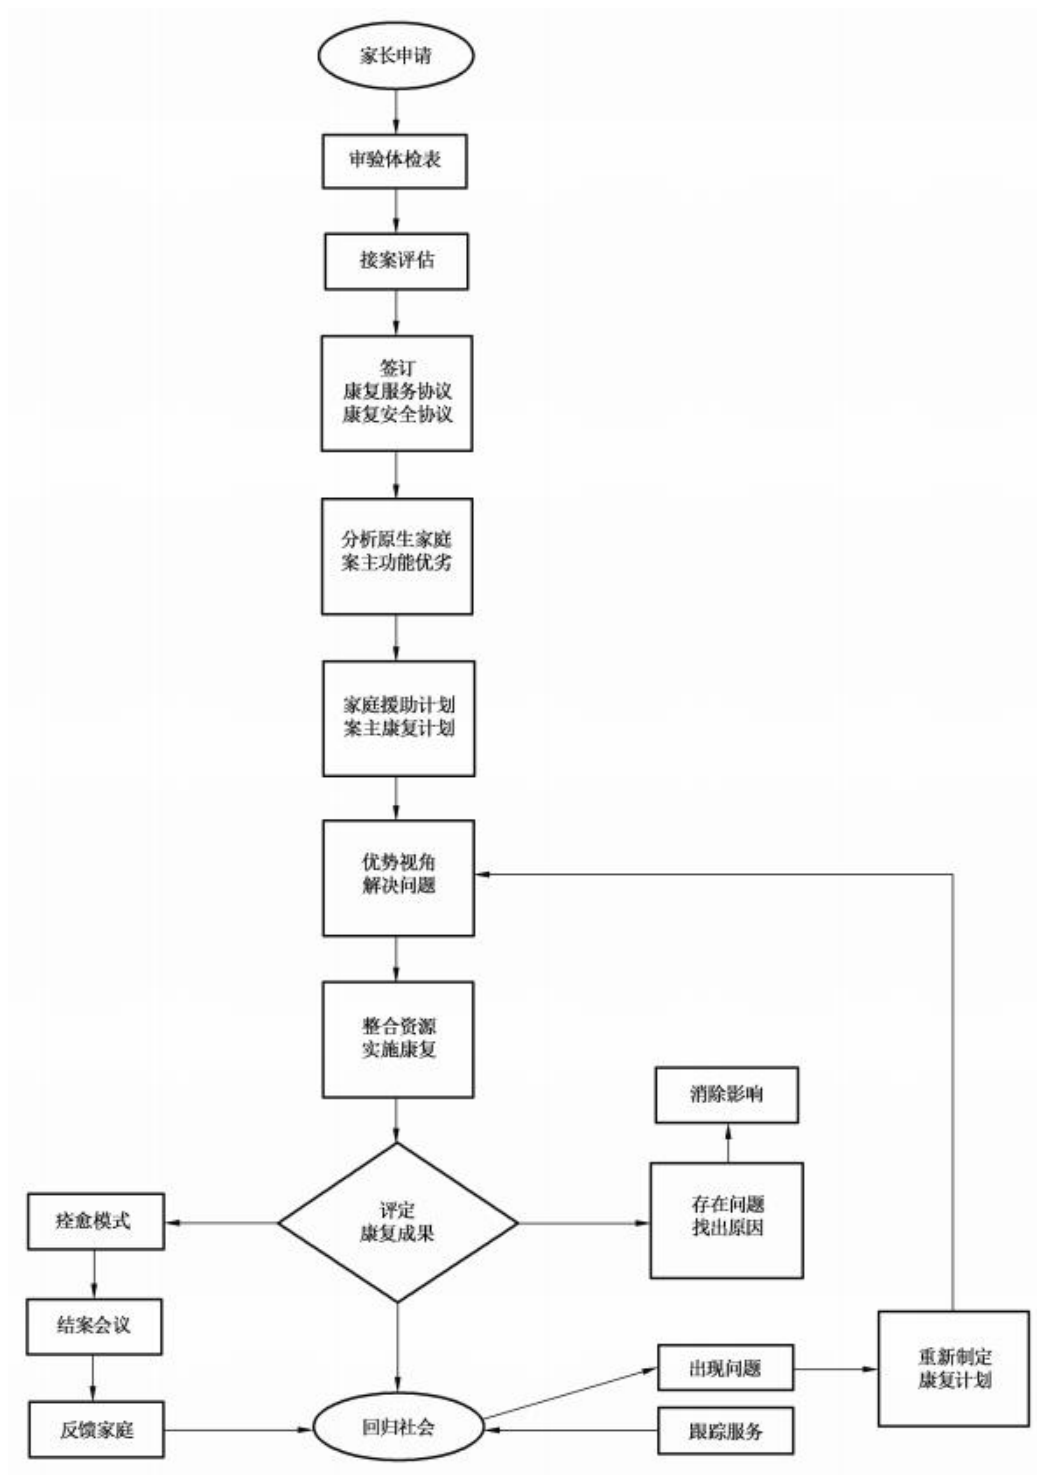 家长申请
审验体检表
接案评估
签订
康复服务协议
康复安全协议
分析原生家庭
案主功能优劣
家庭援助计划
案主康复计划
优势视角
解决问题
整合资源
实施康复
消除影响
评定
康复成果
存在问题
找出原因
痊愈模式
结案会议
出现问题
重新制定
康复计划
反馈家庭
回归社会
跟踪服务